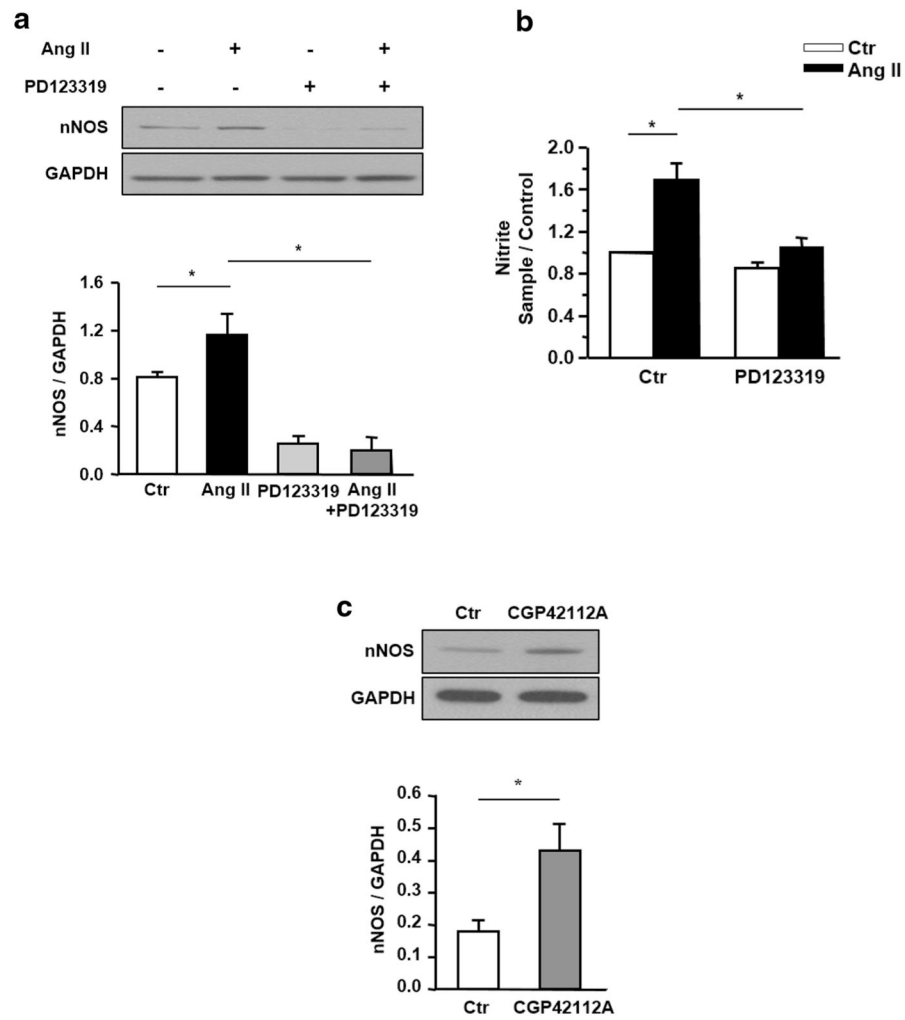 a
Ang II - + - +
PD123319 - - + +
nNOS
GAPDH
* *
nNOS / GAPDH
1.6
1.2
0.8
0.4
0.0
Ctr Ang II PD123319 Ang II
+PD123319
b
Ctr
Ang II
* *
Nitrite
Sample / Control
2.0
1.6
1.2
0.8
0.4
0.0
Ctr PD123319
c
Ctr CGP42112A
nNOS
GAPDH
*
nNOS / GAPDH
0.6
0.5
0.4
0.3
0.2
0.1
0.0
Ctr CGP42112A